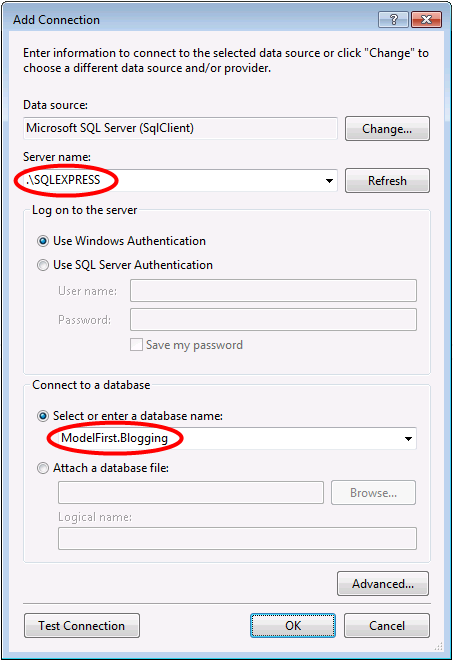 Add Connection
Enter information to connect to the selected data source or click "Change" to
choose a different data source and/or provider.
Data source:
Microsoft SQL Server (SqlClient)
Change...
Server name:
.\SQLEXPRESS
Refresh
Log on to the server
Use Windows Authentication
Use SQL Server Authentication
User name:
Password:
Save my password
Connect to a database
Select or enter a database name:
ModelFirst.Blogging
Attach a database file:
Browse...
Logical name:
Advanced...
Test Connection
OK
Cancel